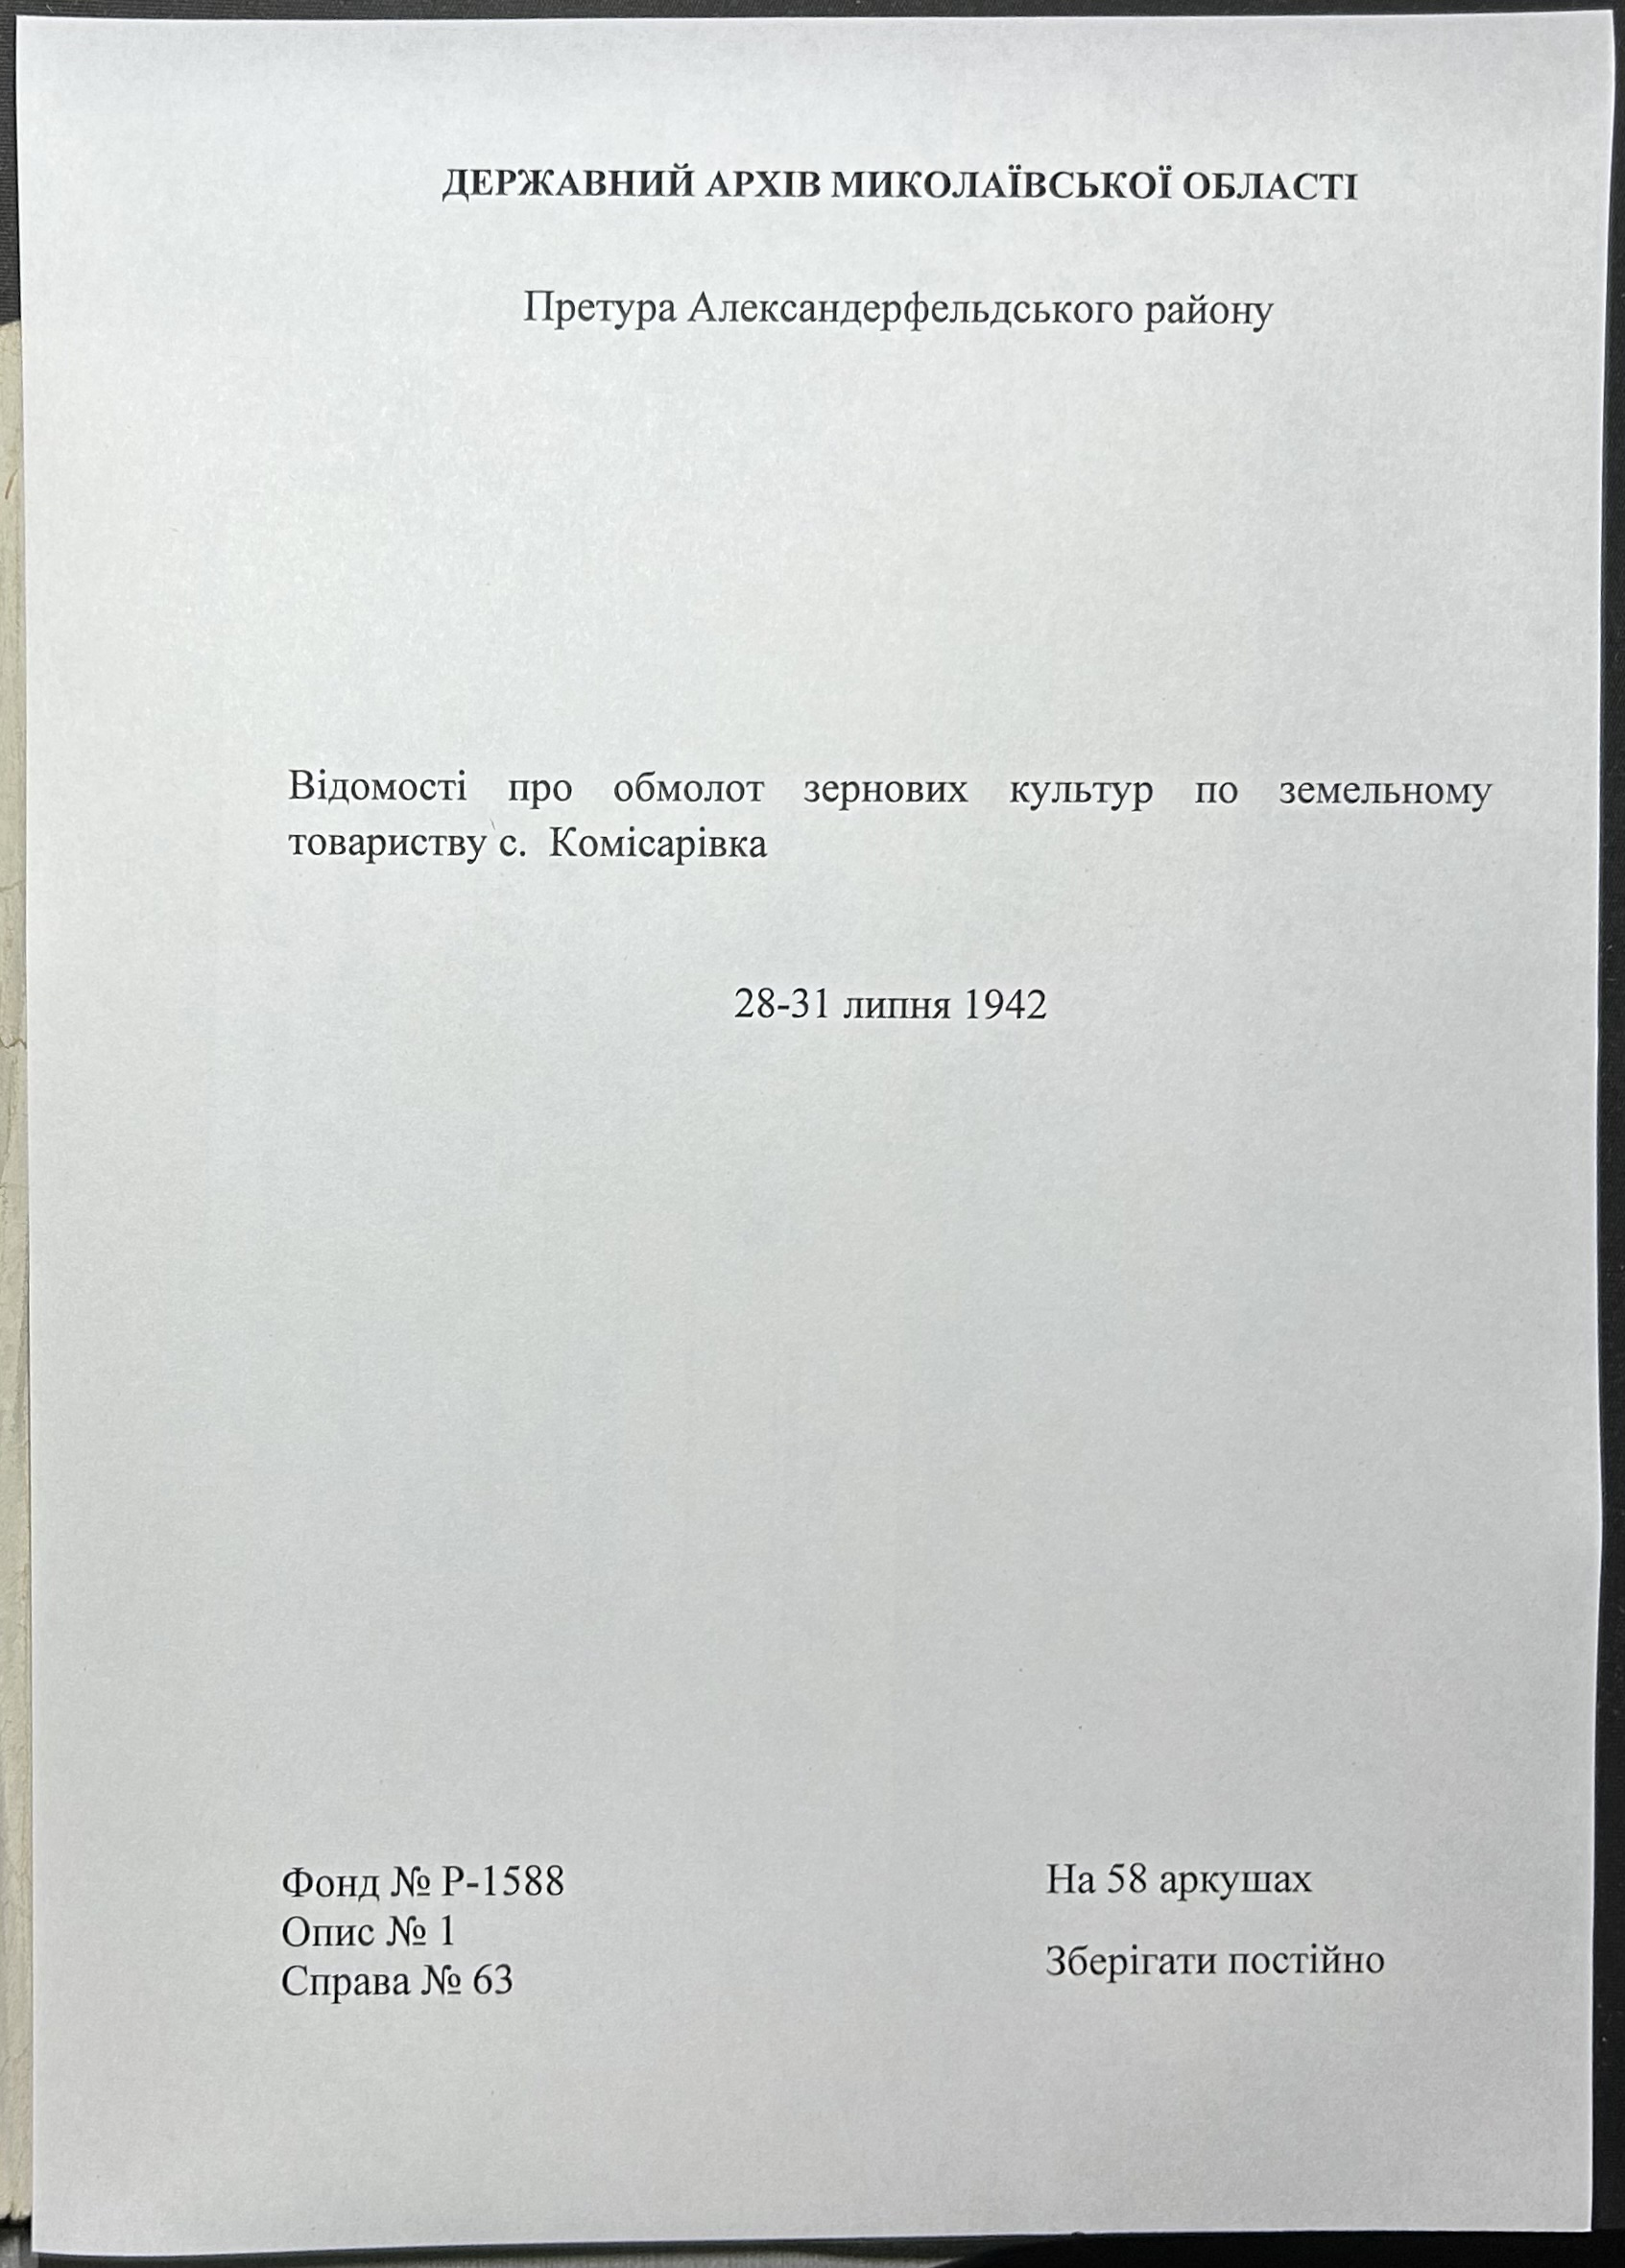 ДЕРЖАВНИЙ АРХІВ МИКОЛАЇВСЬКОЇ ОБЛАСТІ
Претура Александерфельдського району
Відомості про обмолот зернових культур по земельному
товариству с. Комісарівка
28-31 липня 1942
Фонд № Р-1588
Опис № 1
Справа № 63
На 58 аркушах
Зберігати постійно